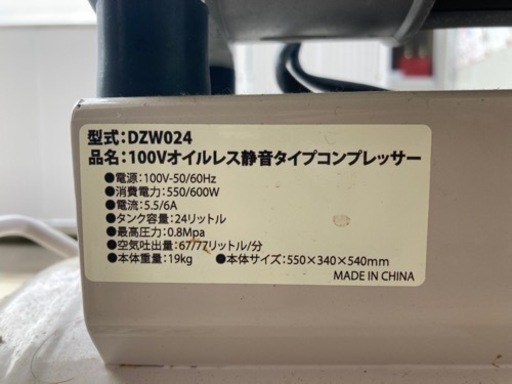 型式:DZW024
品名:100Vオイルレス静音タイプコンプレッサー
●電源:100V-50/60Hz
●消費電力:550/600W
●電流:5.5/6A
●タンク容量:24リットル
●最高圧力:0.8Mpa
●空気吐出量:67/77リットル/分
●本体重量:19kg ●本体サイズ:550×340×540mm
MADE IN CHINA